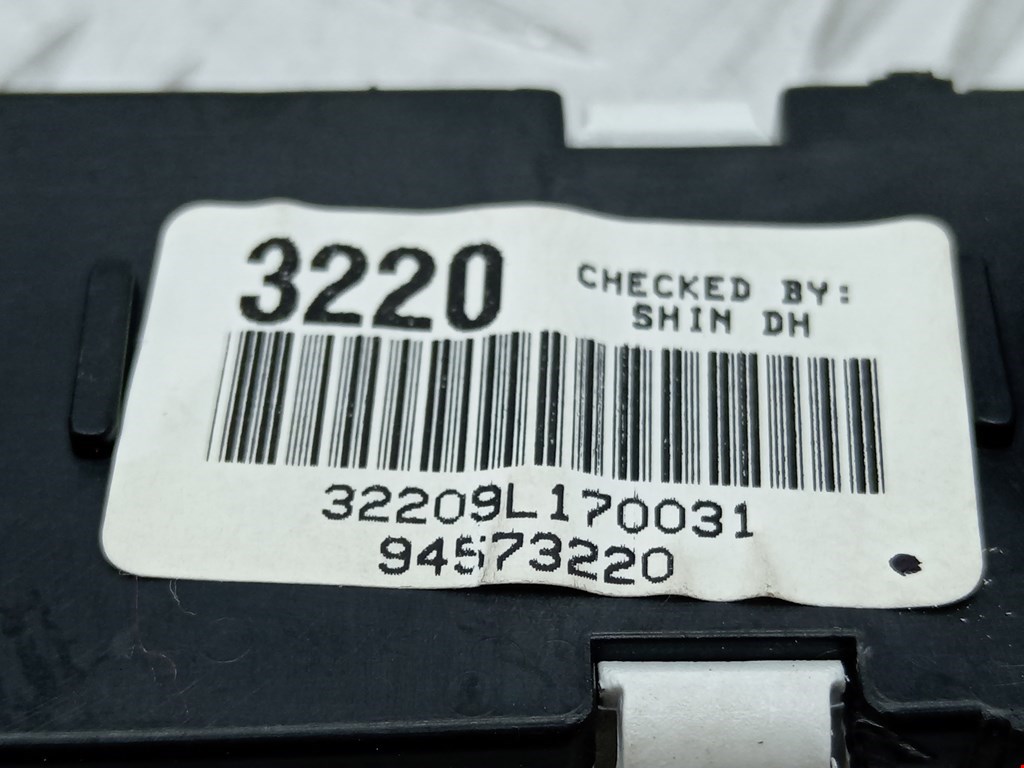 3220
CHECKED BY:
SHIN DH
32209L170031
94573220